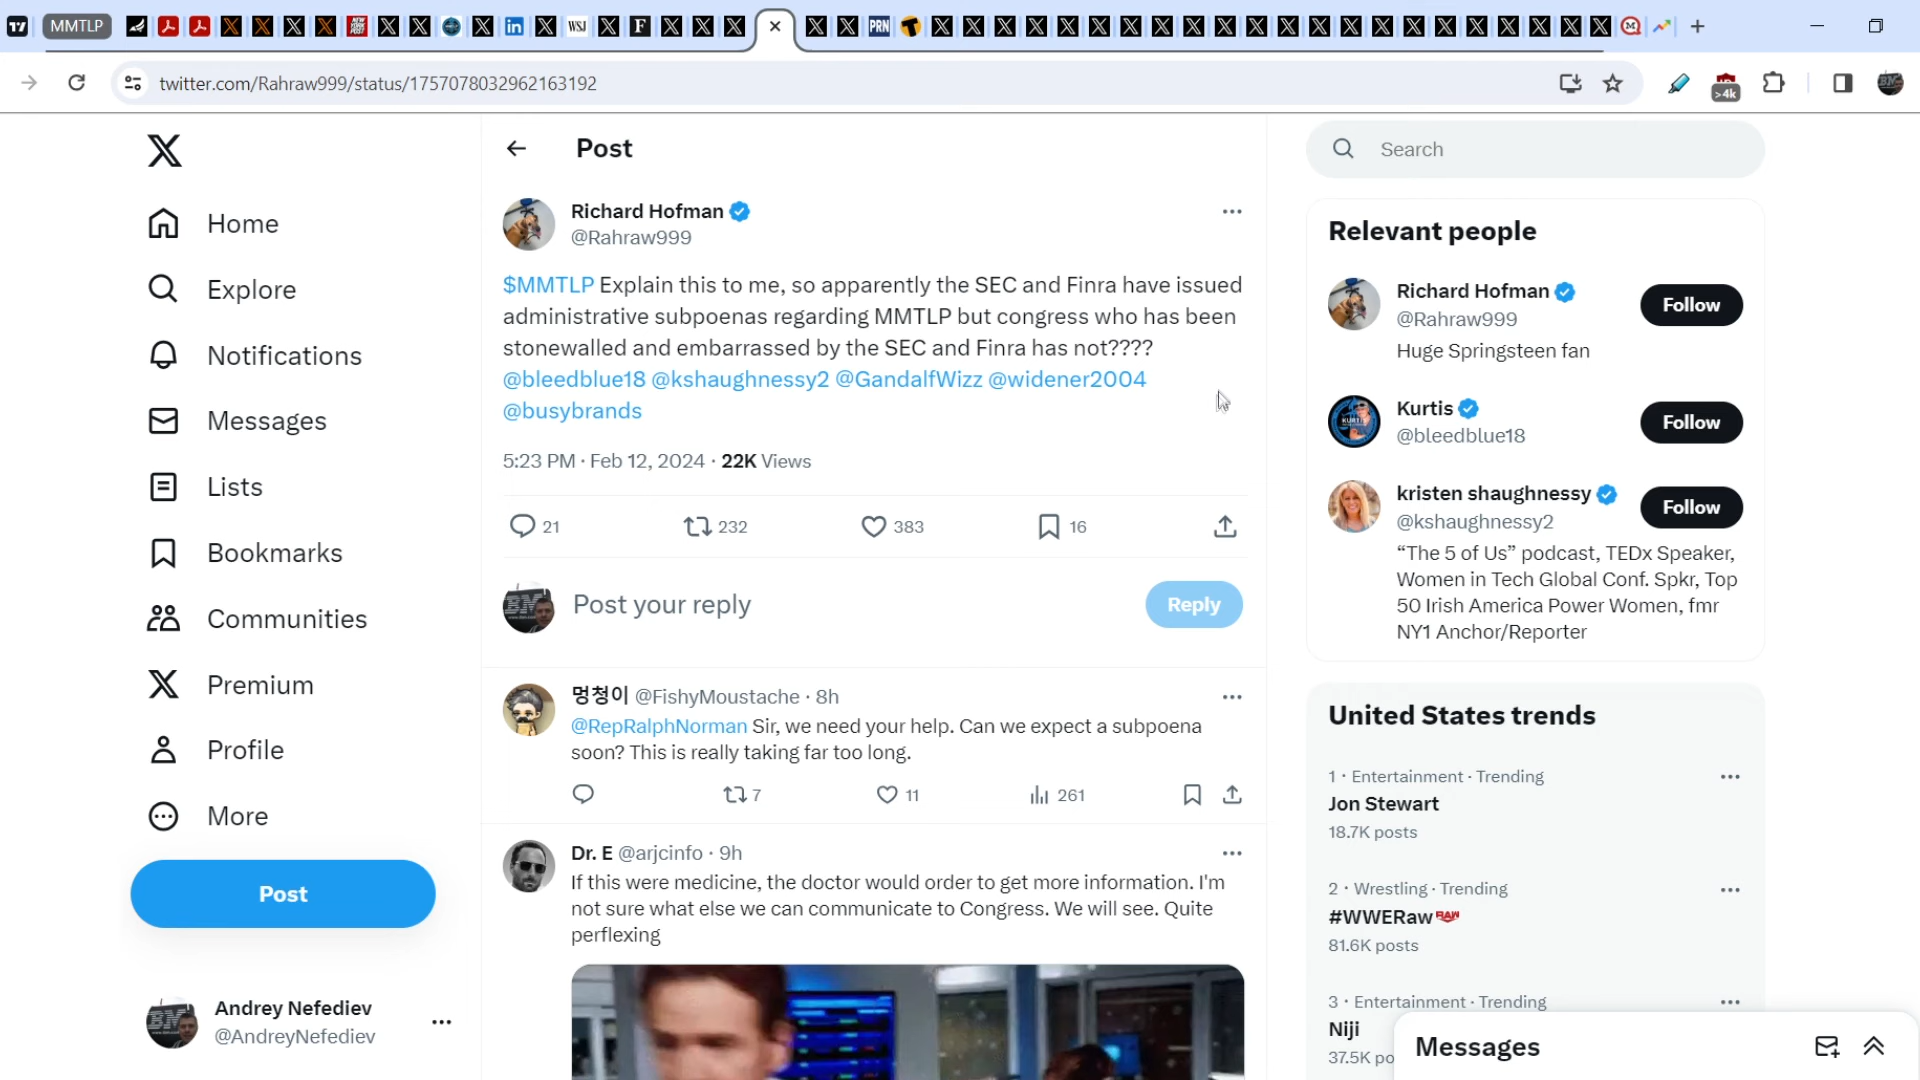 MMTLP
WSJ
F
PRN
twitter.com/Rahraw999/status/1757078032962163192
>4k
Home
Explore
Notifications
Messages
Lists
Bookmarks
Communities
Premium
Profile
More
Post
Andrey Nefediev
@AndreyNefediev
Post
Richard Hofman
@Rahraw999
$MMTLP Explain this to me, so apparently the SEC and Finra have issued
administrative subpoenas regarding MMTLP but congress who has been
stonewalled and embarrassed by the SEC and Finra has not????
@bleedblue18 @kshaughnessy2 @GandalfWizz @widener2004
@busybrands
5:23 PM · Feb 12, 2024 · 22K Views
21 232 383 16
Post your reply
Reply
멍청이 @FishyMoustache · 8h
@RepRalphNorman Sir, we need your help. Can we expect a subpoena
soon? This is really taking far too long.
7 11 261
Dr. E @arjcinfo · 9h
If this were medicine, the doctor would order to get more information. I'm
not sure what else we can communicate to Congress. We will see. Quite
perflexing
Search
Relevant people
Richard Hofman
@Rahraw999
Follow
Huge Springsteen fan
Kurtis
@bleedblue18
Follow
kristen shaughnessy
@kshaughnessy2
Follow
“The 5 of Us” podcast, TEDx Speaker,
Women in Tech Global Conf. Spkr, Top
50 Irish America Power Women, fmr
NY1 Anchor/Reporter
United States trends
1 · Entertainment · Trending
Jon Stewart
18.7K posts
2 · Wrestling · Trending
#WWERaw
81.6K posts
3 · Entertainment · Trending
Niji
37.5K po
Messages